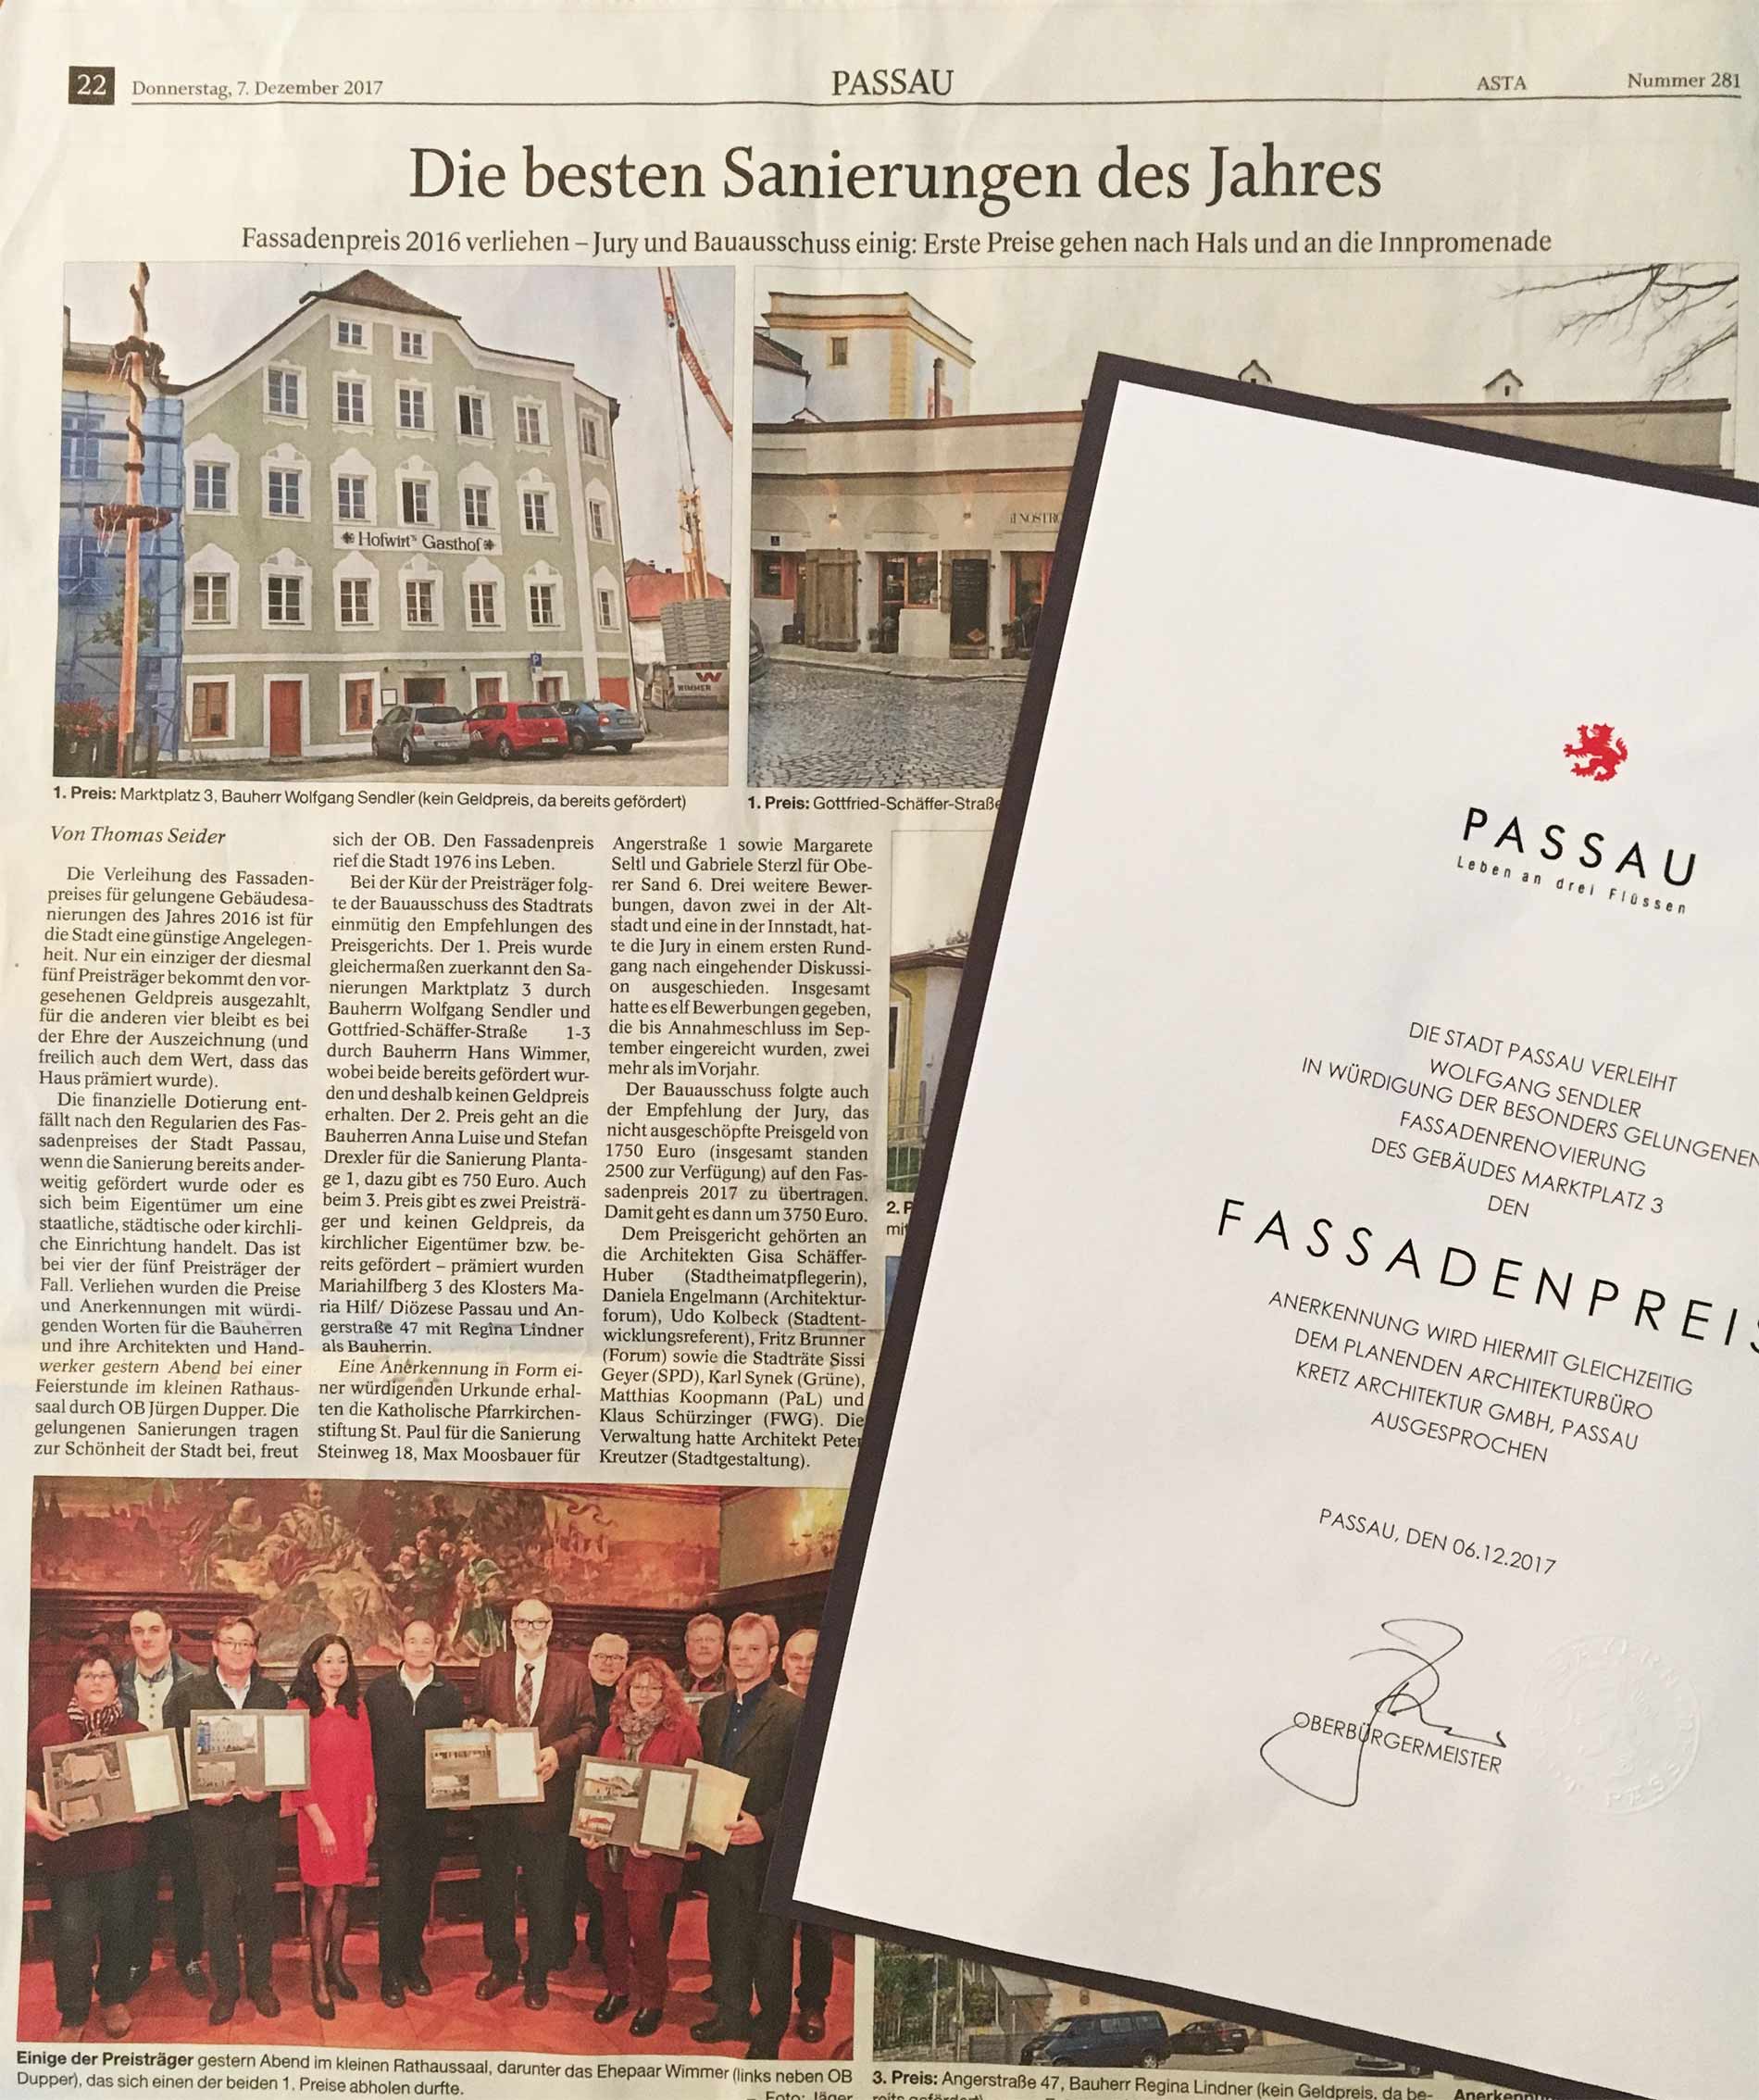 22 Donnerstag, 7. Dezember 2017 PASSAU ASTA Nummer 281
Die besten Sanierungen des Jahres
Fassadenpreis 2016 verliehen – Jury und Bauausschuss einig: Erste Preise gehen nach Hals und an die Innpromenade
Hofwirt's Gasthof
P
WIMMER
il NOSTRO
1. Preis: Marktplatz 3, Bauherr Wolfgang Sendler (kein Geldpreis, da bereits gefördert)
1. Preis: Gottfried-Schäffer-Straße
Von Thomas Seider
Die Verleihung des Fassaden-
preises für gelungene Gebäudesa-
nierungen des Jahres 2016 ist für
die Stadt eine günstige Angelegen-
heit. Nur ein einziger der diesmal
fünf Preisträger bekommt den vor-
gesehenen Geldpreis ausgezahlt,
für die anderen vier bleibt es bei
der Ehre der Auszeichnung (und
freilich auch dem Wert, dass das
Haus prämiert wurde).
Die finanzielle Dotierung ent-
fällt nach den Regularien des Fas-
sadenpreises der Stadt Passau,
wenn die Sanierung bereits ander-
weitig gefördert wurde oder es
sich beim Eigentümer um eine
staatliche, städtische oder kirchli-
che Einrichtung handelt. Das ist
bei vier der fünf Preisträger der
Fall. Verliehen wurden die Preise
und Anerkennungen mit würdi-
genden Worten für die Bauherren
und ihre Architekten und Hand-
werker gestern Abend bei einer
Feierstunde im kleinen Rathaus-
saal durch OB Jürgen Dupper. Die
gelungenen Sanierungen tragen
zur Schönheit der Stadt bei, freut
sich der OB. Den Fassadenpreis
rief die Stadt 1976 ins Leben.
Bei der Kür der Preisträger folg-
te der Bauausschuss des Stadtrats
einmütig den Empfehlungen des
Preisgerichts. Der 1. Preis wurde
gleichermaßen zuerkannt den Sa-
nierungen Marktplatz 3 durch
Bauherrn Wolfgang Sendler und
Gottfried-Schäffer-Straße 1-3
durch Bauherrn Hans Wimmer,
wobei beide bereits gefördert wur-
den und deshalb keinen Geldpreis
erhalten. Der 2. Preis geht an die
Bauherren Anna Luise und Stefan
Drexler für die Sanierung Planta-
ge 1, dazu gibt es 750 Euro. Auch
beim 3. Preis gibt es zwei Preisträ-
ger und keinen Geldpreis, da
kirchlicher Eigentümer bzw. be-
reits gefördert – prämiert wurden
Mariahilfberg 3 des Klosters Ma-
ria Hilf/ Diözese Passau und An-
gerstraße 47 mit Regina Lindner
als Bauherrin.
Eine Anerkennung in Form ei-
ner würdigenden Urkunde erhal-
ten die Katholische Pfarrkirchen-
stiftung St. Paul für die Sanierung
Steinweg 18, Max Moosbauer für
Angerstraße 1 sowie Margarete
Seltl und Gabriele Sterzl für Obe-
rer Sand 6. Drei weitere Bewer-
bungen, davon zwei in der Alt-
stadt und eine in der Innstadt, hat-
te die Jury in einem ersten Rund-
gang nach eingehender Diskussi-
on ausgeschieden. Insgesamt
hatte es elf Bewerbungen gegeben,
die bis Annahmeschluss im Sep-
tember eingereicht wurden, zwei
mehr als im Vorjahr.
Der Bauausschuss folgte auch
der Empfehlung der Jury, das
nicht ausgeschöpfte Preisgeld von
1750 Euro (insgesamt standen
2500 zur Verfügung) auf den Fas-
sadenpreis 2017 zu übertragen.
Damit geht es dann um 3750 Euro.
Dem Preisgericht gehörten an
die Architekten Gisa Schäffer-
Huber (Stadtheimatpflegerin),
Daniela Engelmann (Architektur-
forum), Udo Kolbeck (Stadtent-
wicklungsreferent), Fritz Brunner
(Forum) sowie die Stadträte Sissi
Geyer (SPD), Karl Synek (Grüne),
Matthias Koopmann (PaL) und
Klaus Schürzinger (FWG). Die
Verwaltung hatte Architekt Peter
Kreutzer (Stadtgestaltung).
2. P
mit
PASSAU
Leben an drei Flüssen
DIE STADT PASSAU VERLEIHT
WOLFGANG SENDLER
IN WÜRDIGUNG DER BESONDERS GELUNGENEN
FASSADENRENOVIERUNG
DES GEBÄUDES MARKTPLATZ 3
DEN
FASSADENPREIS
ANERKENNUNG WIRD HIERMIT GLEICHZEITIG
DEM PLANENDEN ARCHITEKTURBÜRO
KRETZ ARCHITEKTUR GMBH, PASSAU
AUSGESPROCHEN
PASSAU, DEN 06.12.2017
OBERBÜRGERMEISTER
Einige der Preisträger gestern Abend im kleinen Rathaussaal, darunter das Ehepaar Wimmer (links neben OB
Dupper), das sich einen der beiden 1. Preise abholen durfte.
– Foto: Jäger
3. Preis: Angerstraße 47, Bauherr Regina Lindner (kein Geldpreis, da be-
reits gefördert)
Anerkenn